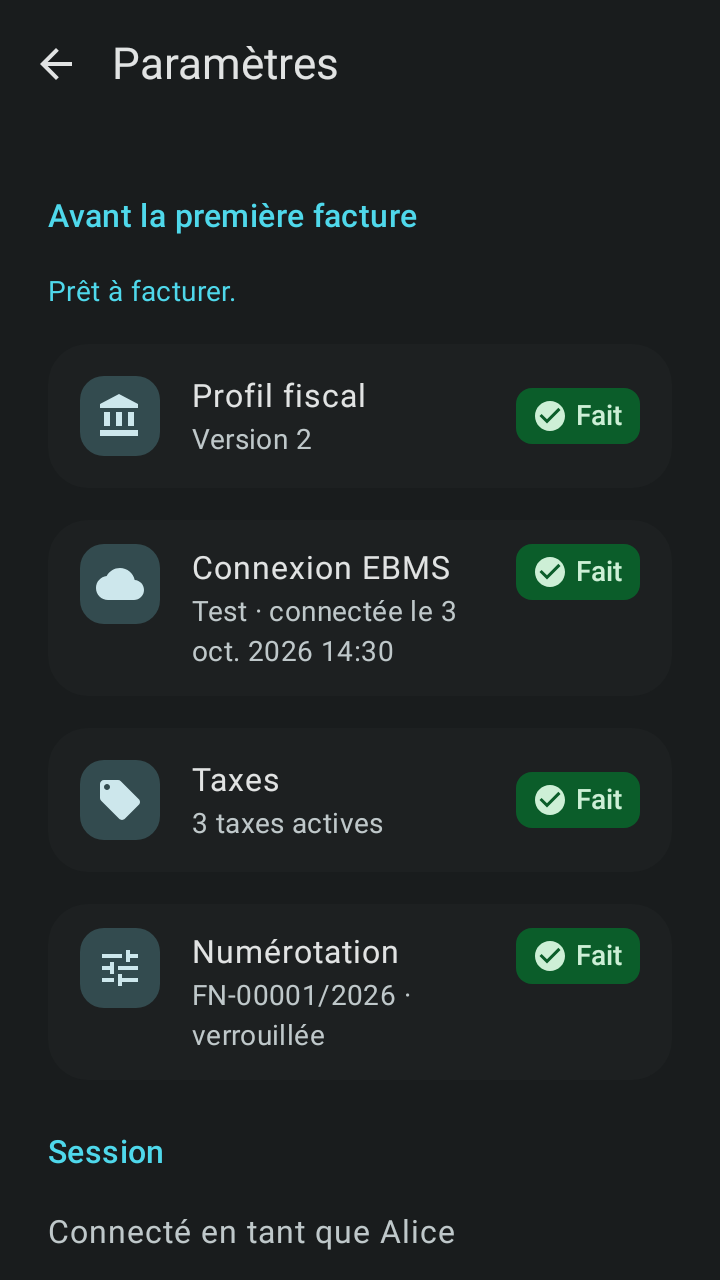 Paramètres
Avant la première facture
Prêt à facturer.
Profil fiscal
Version 2
Fait
Connexion EBMS
Test · connectée le 3
oct. 2026 14:30
Fait
Taxes
3 taxes actives
Fait
Numérotation
FN-00001/2026 ·
verrouillée
Fait
Session
Connecté en tant que Alice